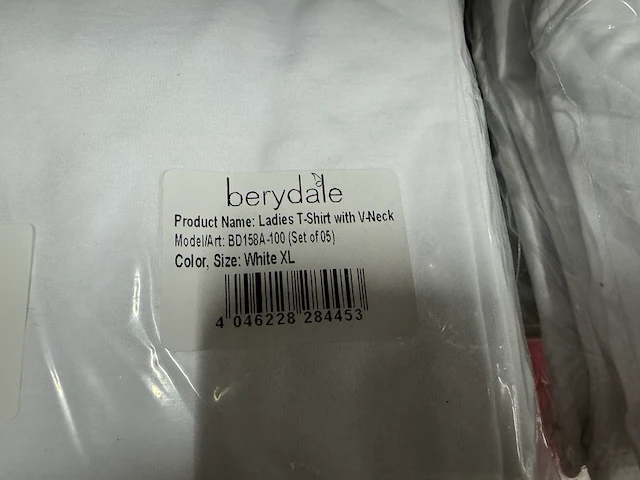 berydale
Product Name: Ladies T-Shirt with V-Neck
Model/Art: BD158A-100 (Set of 05)
Color, Size: White XL
4 046228 284453